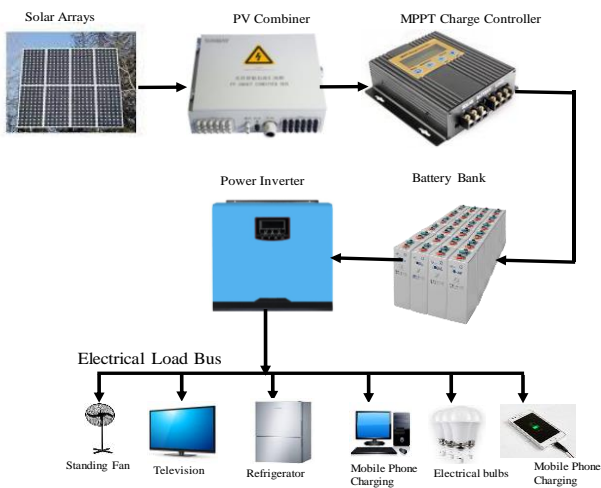 Solar Arrays
PV Combiner
MPPT Charge Controller
Power Inverter
Battery Bank
Electrical Load Bus
Standing Fan
Television
Refrigerator
Mobile Phone
Charging
Electrical bulbs
Mobile Phone
Charging